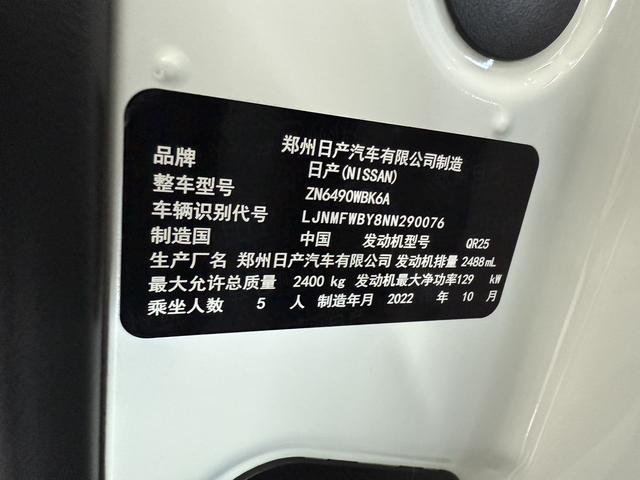 郑州日产汽车有限公司制造
品牌 日产(NISSAN)
整车型号 ZN6490WBK6A
车辆识别代号 LJNMFWBY8NN290076
制造国 中国 发动机型号 QR25
生产厂名 郑州日产汽车有限公司 发动机排量 2488mL
最大允许总质量 2400 kg 发动机最大净功率129 kW
乘坐人数 5 人 制造年月 2022 年 10 月